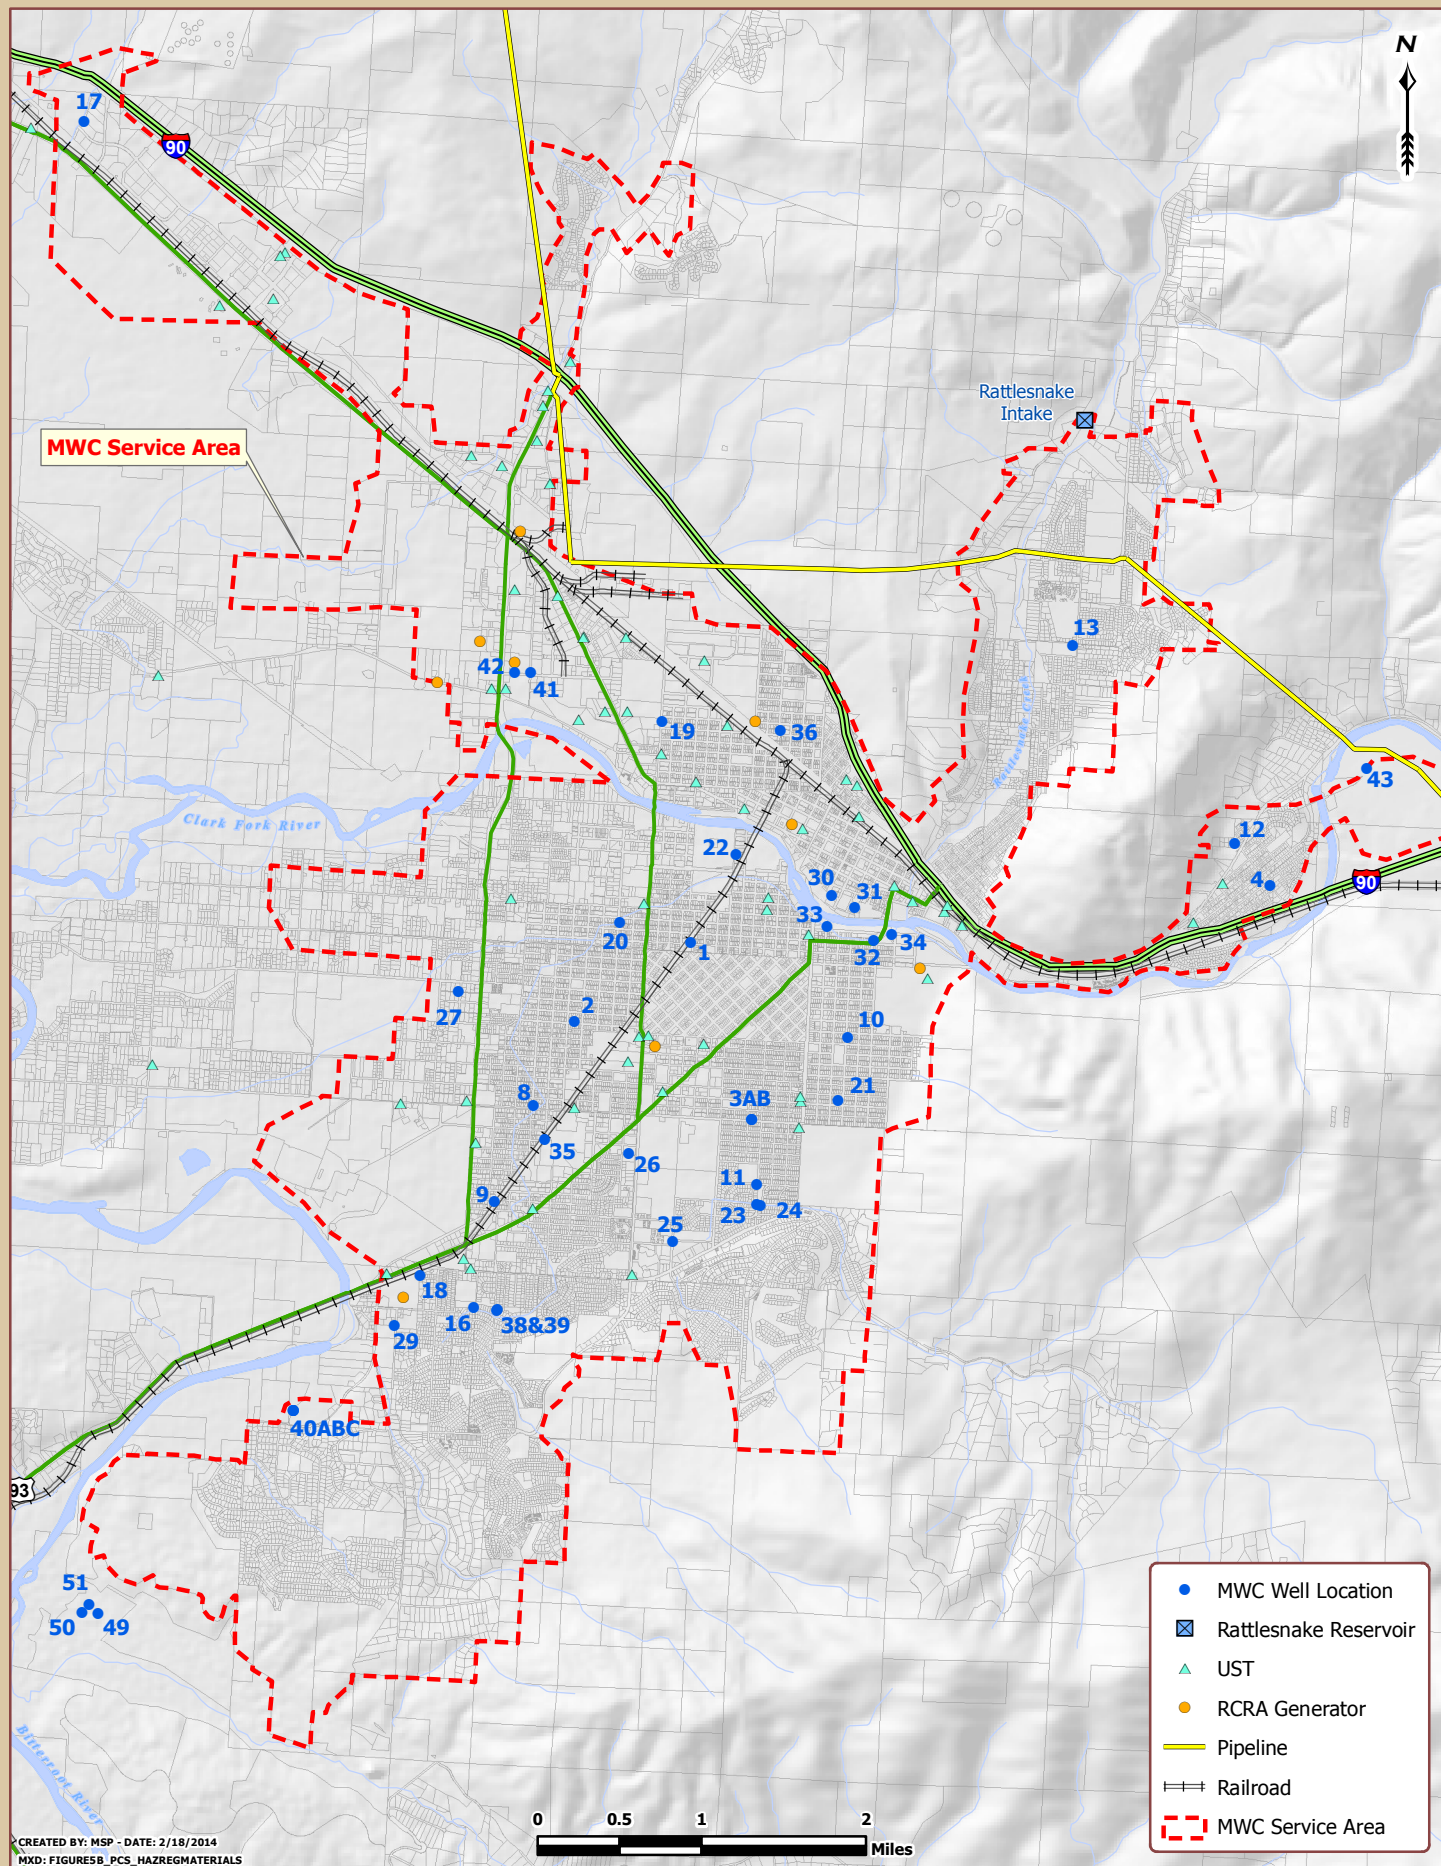 N
17
90
Rattlesnake
Intake
MWC Service Area
13
42
41
19
36
43
Rattlesnake Creek
Clark Fork River
12
22
4
90
30
31
33
20
1
32
34
27
2
10
8
3AB
21
35
26
11
9
23
24
25
18
16
38&39
29
40ABC
93
51
50
49
MWC Well Location
Rattlesnake Reservoir
UST
RCRA Generator
Pipeline
Railroad
MWC Service Area
Bitterroot River
0 0.5 1 2
Miles
CREATED BY: MSP - DATE: 2/18/2014
MXD: FIGURE5B_PCS_HAZREGMATERIALS